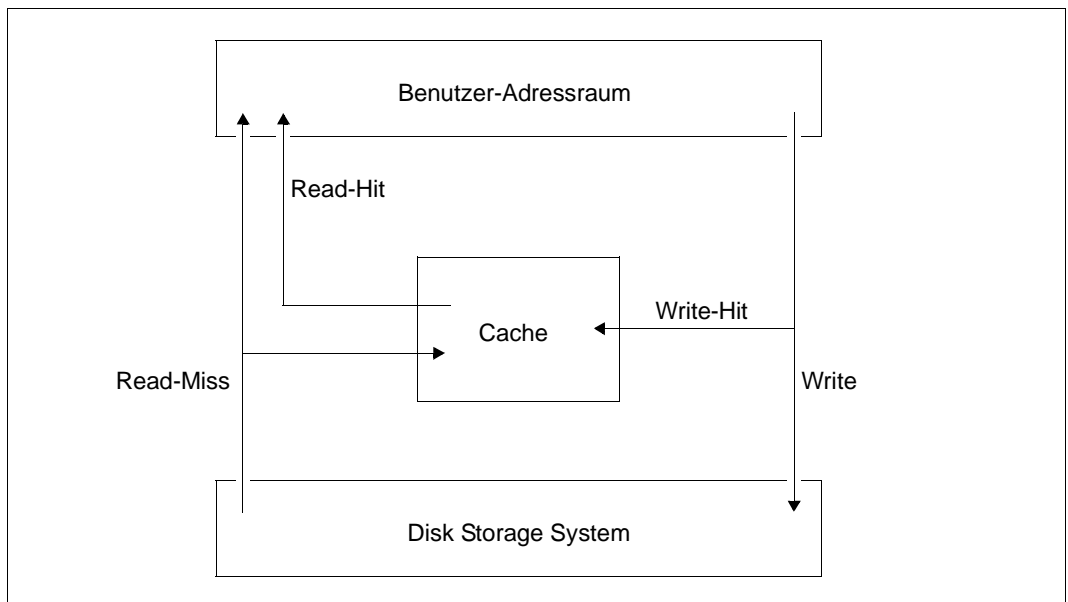 Benutzer-Adressraum
Read-Hit
Write-Hit
Cache
Read-Miss
Write
Disk Storage System